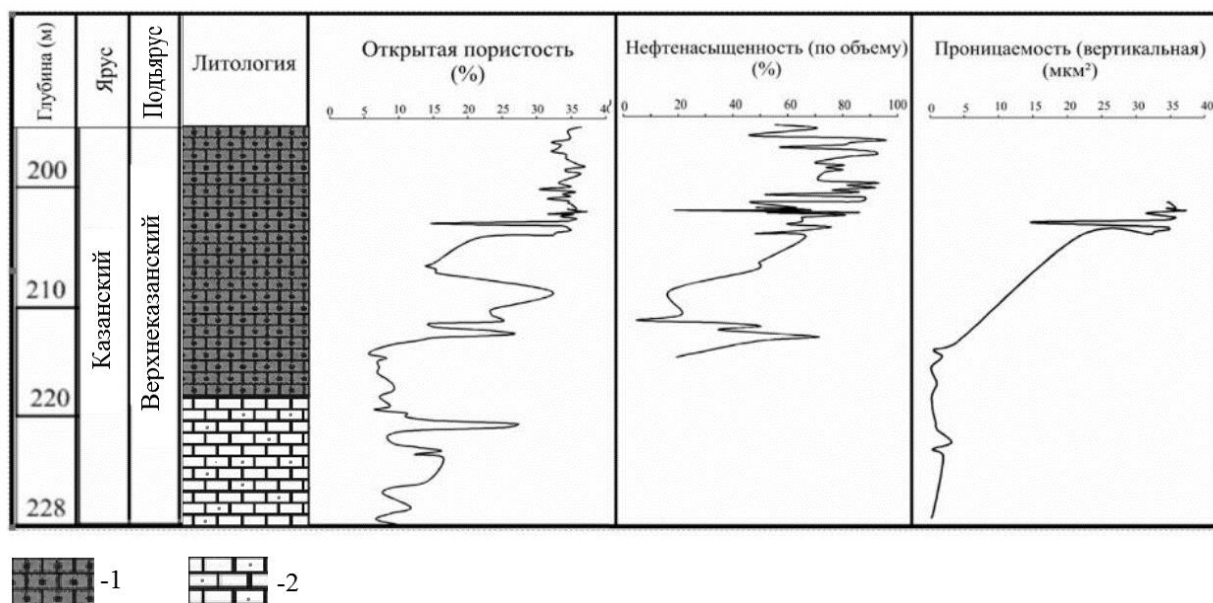 Глубина (м)
Ярус
Подъярус
Литология
Открытая пористость
(%)
0 5 10 15 20 25 30 35 40
Нефтенасыщенность (по объему)
(%)
0 20 40 60 80 100
Проницаемость (вертикальная)
(мкм²)
0 5 10 15 20 25 30 35 40
200
210
220
228
Казанский
Верхнеказанский
-1
-2